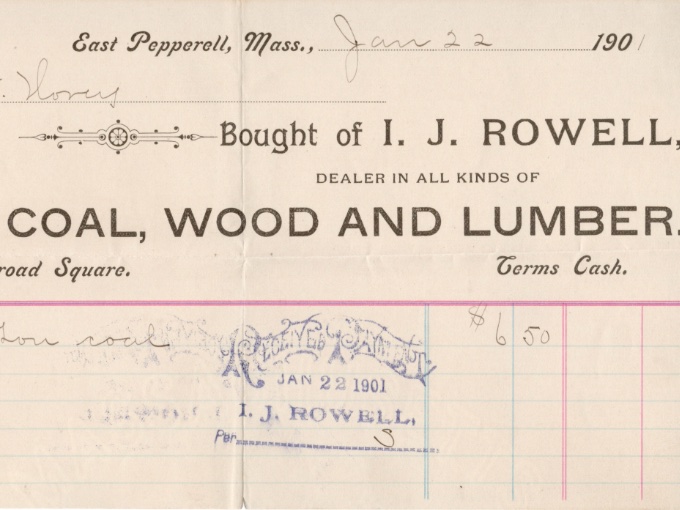 East Pepperell, Mass., Jan 22 1901
Bought of I. J. ROWELL,
DEALER IN ALL KINDS OF
COAL, WOOD AND LUMBER.
road Square. Terms Cash.
Ton coal $6 50
RECEIVED PAYMENT
JAN 22 1901
I. J. ROWELL,
Per S